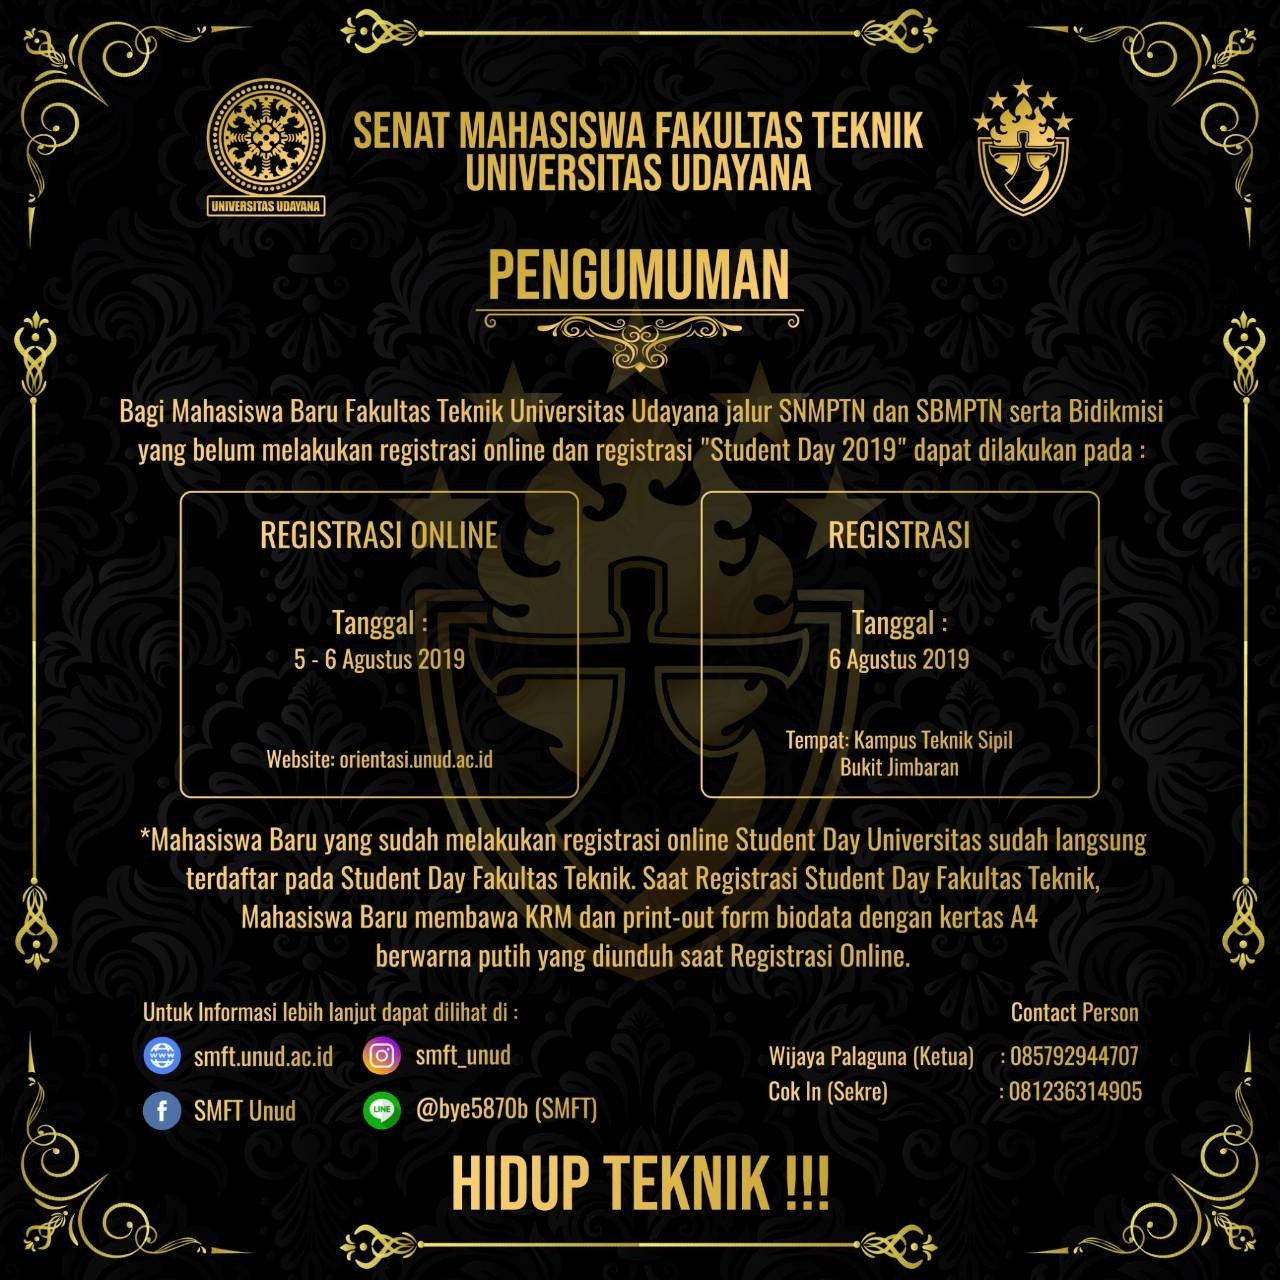 SENAT MAHASISWA FAKULTAS TEKNIK
UNIVERSITAS UDAYANA
UNIVERSITAS UDAYANA
PENGUMUMAN
Bagi Mahasiswa Baru Fakultas Teknik Universitas Udayana jalur SNMPTN dan SBMPTN serta Bidikmisi
yang belum melakukan registrasi online dan registrasi "Student Day 2019" dapat dilakukan pada :
REGISTRASI ONLINE
Tanggal :
5 - 6 Agustus 2019
Website: orientasi.unud.ac.id
REGISTRASI
Tanggal :
6 Agustus 2019
Tempat: Kampus Teknik Sipil
Bukit Jimbaran
*Mahasiswa Baru yang sudah melakukan registrasi online Student Day Universitas sudah langsung
terdaftar pada Student Day Fakultas Teknik. Saat Registrasi Student Day Fakultas Teknik,
Mahasiswa Baru membawa KRM dan print-out form biodata dengan kertas A4
berwarna putih yang diunduh saat Registrasi Online.
Untuk Informasi lebih lanjut dapat dilihat di :
www smft.unud.ac.id
smft_unud
f SMFT Unud
LINE @bye5870b (SMFT)
Contact Person
Wijaya Palaguna (Ketua) : 085792944707
Cok In (Sekre) : 081236314905
HIDUP TEKNIK !!!